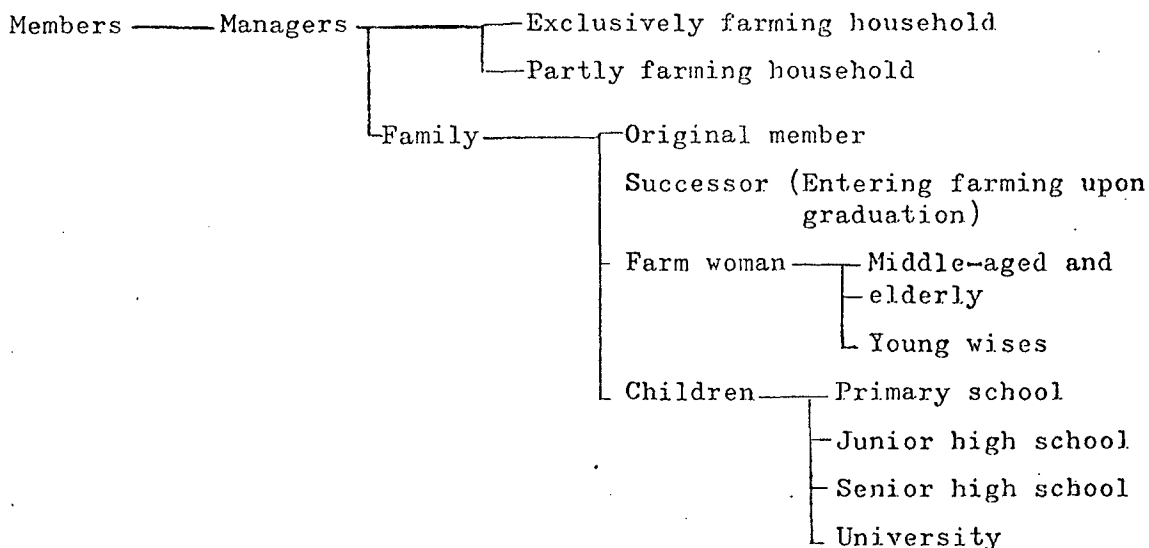 Members Managers Exclusively farming household
Partly farming household
Family Original member
Successor (Entering farming upon
graduation)
Farm woman Middle-aged and
elderly
Young wises
Children Primary school
Junior high school
Senior high school
University